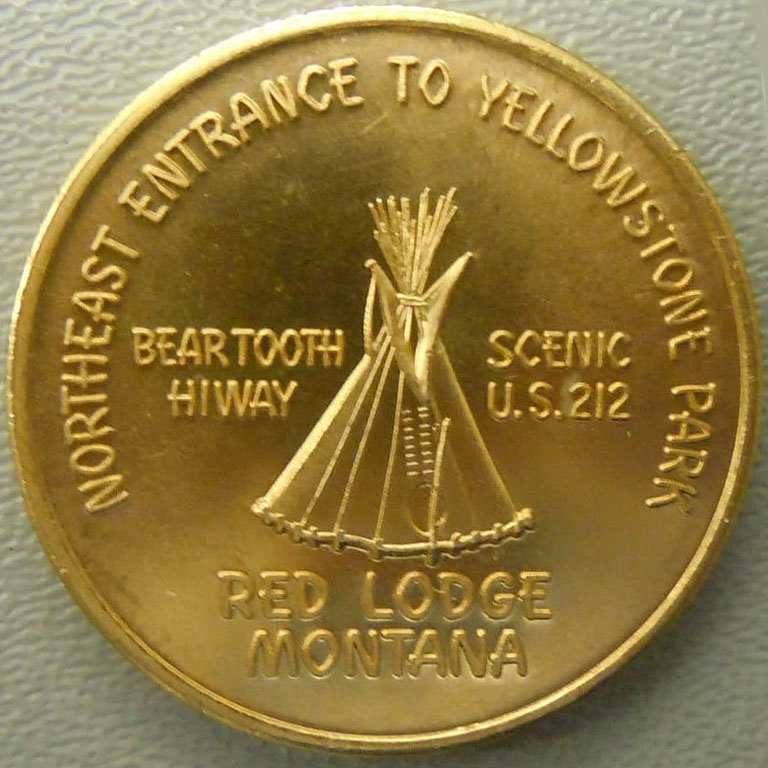 NORTHEAST ENTRANCE TO YELLOWSTONE PARK
BEARTOOTH
HIWAY
SCENIC
U.S.212
RED LODGE
MONTANA